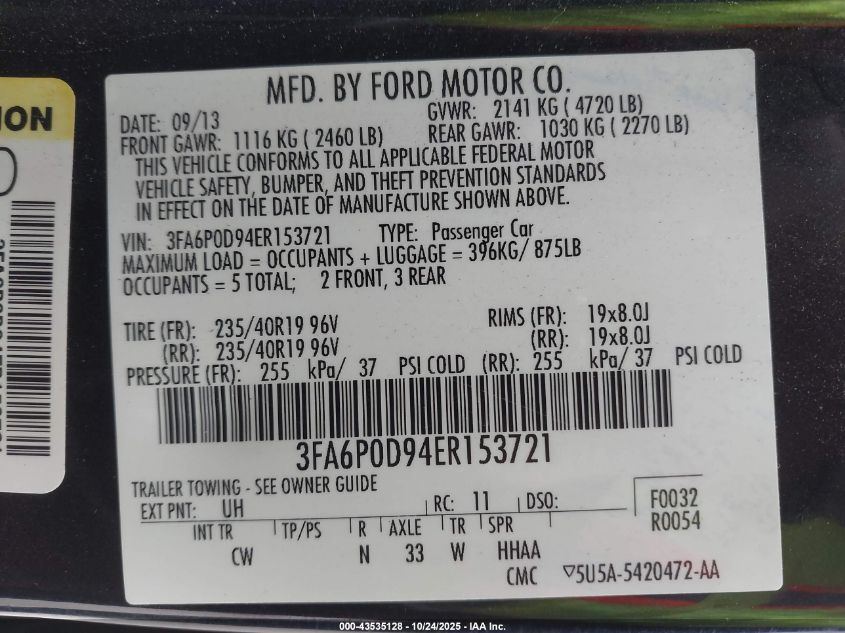 MFD. BY FORD MOTOR CO.
DATE: 09/13 GVWR: 2141 KG ( 4720 LB)
FRONT GAWR: 1116 KG ( 2460 LB) REAR GAWR: 1030 KG ( 2270 LB)
THIS VEHICLE CONFORMS TO ALL APPLICABLE FEDERAL MOTOR
VEHICLE SAFETY, BUMPER, AND THEFT PREVENTION STANDARDS
IN EFFECT ON THE DATE OF MANUFACTURE SHOWN ABOVE.
VIN: 3FA6P0D94ER153721 TYPE: Passenger Car
MAXIMUM LOAD = OCCUPANTS + LUGGAGE = 396KG/ 875LB
OCCUPANTS = 5 TOTAL; 2 FRONT, 3 REAR
TIRE (FR): 235/40R19 96V RIMS (FR): 19x8.0J
(RR): 235/40R19 96V (RR): 19x8.0J
PRESSURE (FR): 255 kPa/ 37 PSI COLD (RR): 255 kPa/ 37 PSI COLD
3FA6P0D94ER153721
TRAILER TOWING - SEE OWNER GUIDE
EXT PNT: UH RC: 11 DSO: F0032
R0054
INT TR TP/PS R AXLE TR SPR
CW N 33 W HHAA
CMC ▽5U5A-5420472-AA
000-43535128 - 10/24/2025 - IAA Inc.